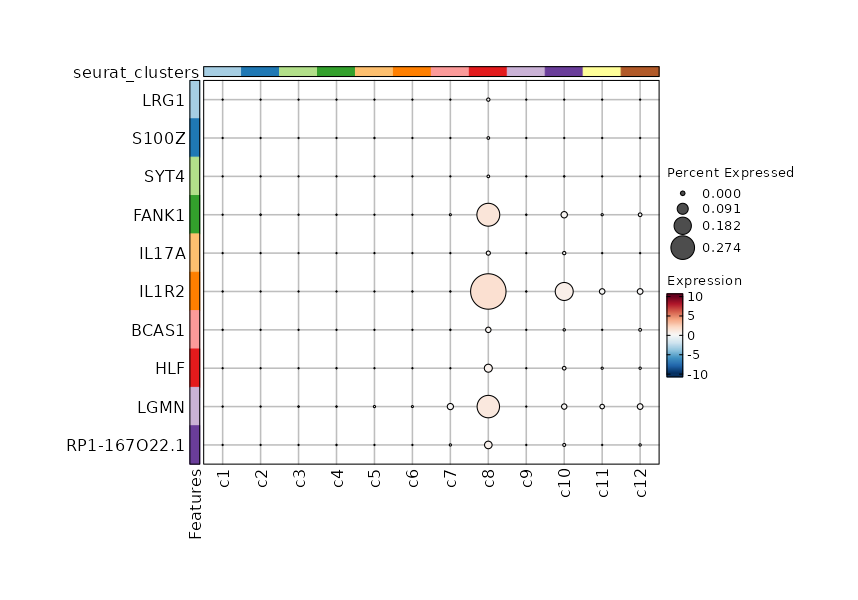 seurat_clusters
LRG1
S100Z
SYT4
FANK1
IL17A
IL1R2
BCAS1
HLF
LGMN
RP1-167O22.1
Features
c1
c2
c3
c4
c5
c6
c7
c8
c9
c10
c11
c12
Percent Expressed
0.000
0.091
0.182
0.274
Expression
10
5
0
-5
-10